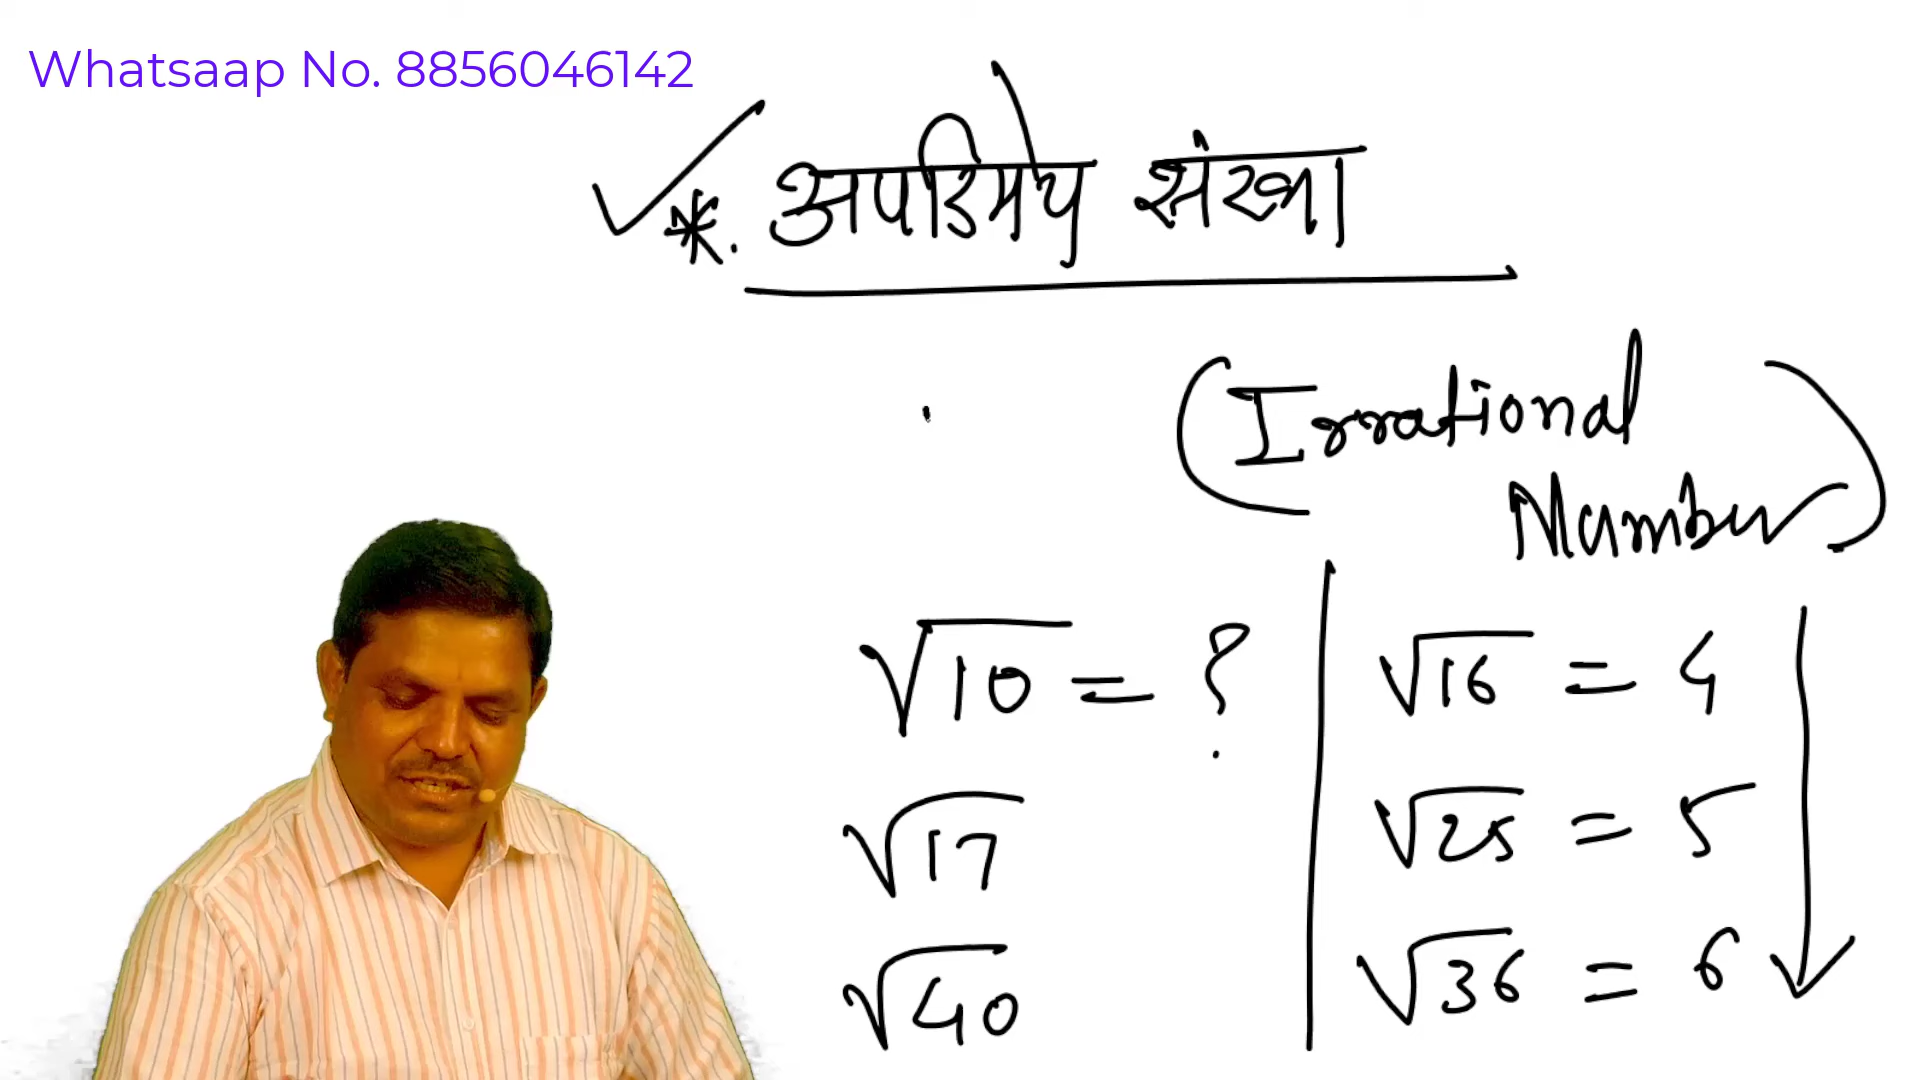 Whatsaap No. 8856046142
*. अपरिमेय संख्या
(Irrational
Number)
√10 = ?
√16 = 4
√17
√25 = 5
√40
√36 = 6